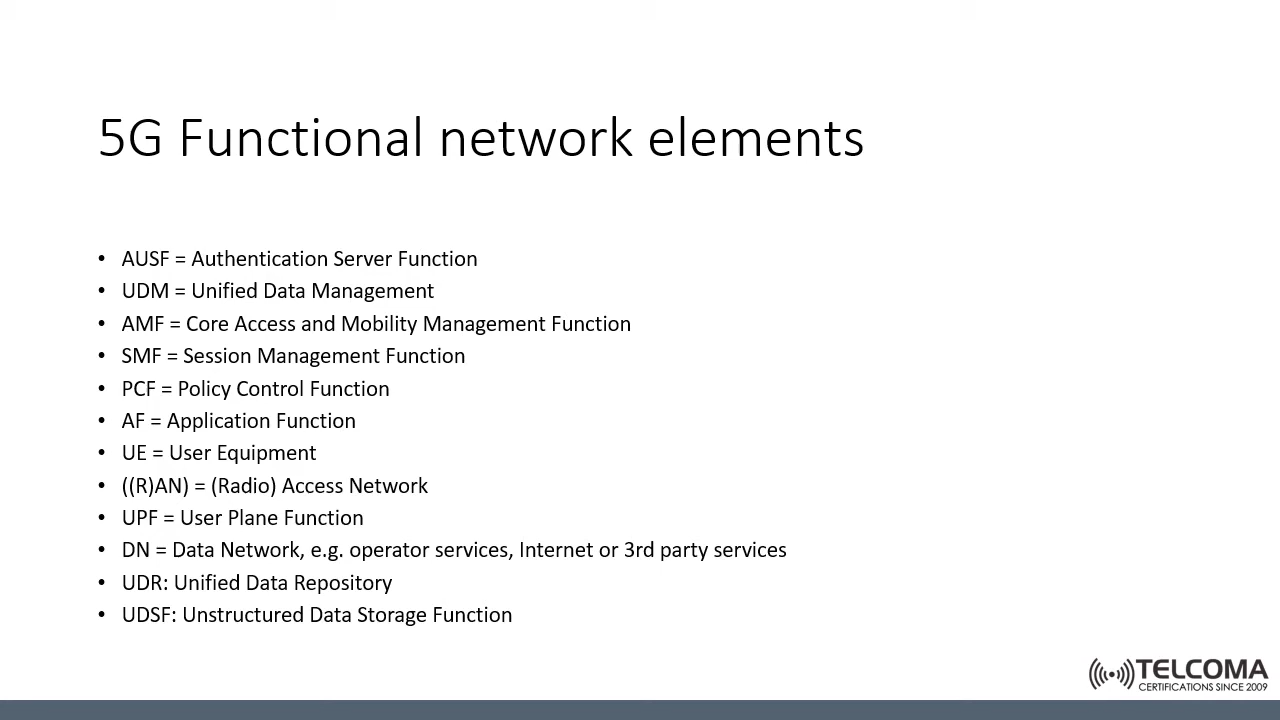 5G Functional network elements
• AUSF = Authentication Server Function
• UDM = Unified Data Management
• AMF = Core Access and Mobility Management Function
• SMF = Session Management Function
• PCF = Policy Control Function
• AF = Application Function
• UE = User Equipment
• ((R)AN) = (Radio) Access Network
• UPF = User Plane Function
• DN = Data Network, e.g. operator services, Internet or 3rd party services
• UDR: Unified Data Repository
• UDSF: Unstructured Data Storage Function
TELCOMA
CERTIFICATIONS SINCE 2009